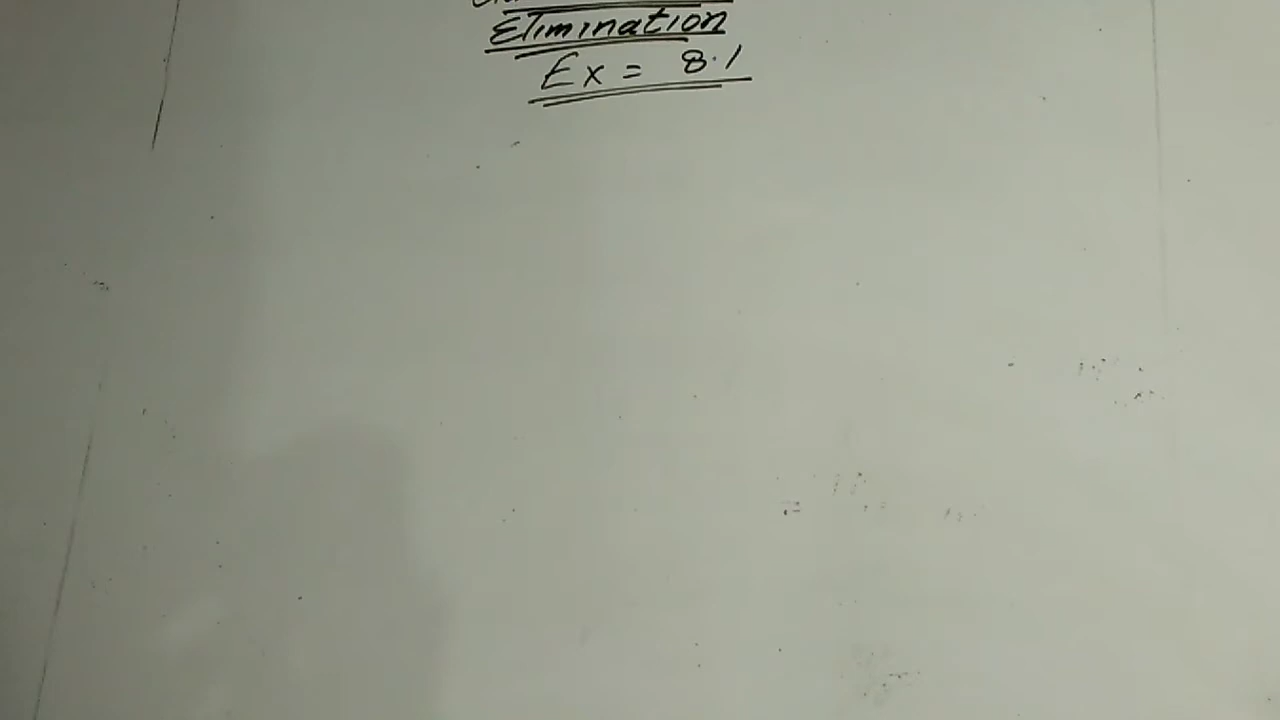 Elimination
Ex = 8.1